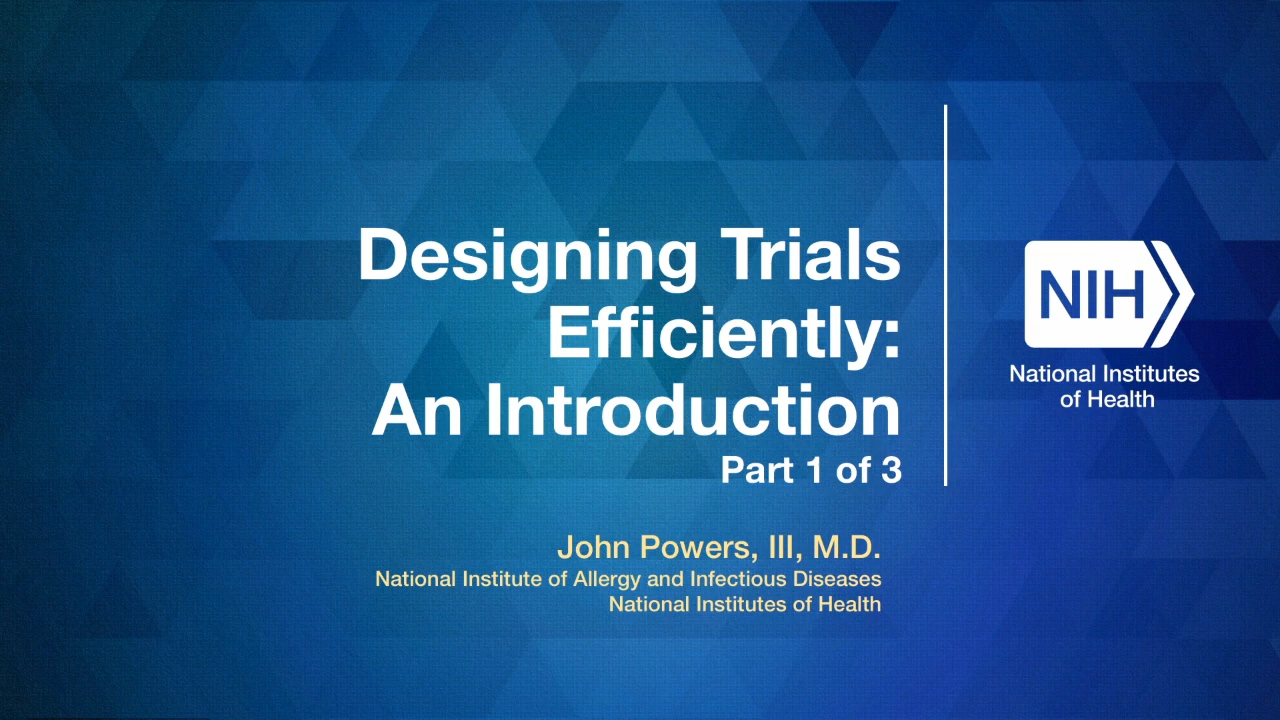 Designing Trials
Efficiently:
An Introduction
Part 1 of 3
John Powers, III, M.D.
National Institute of Allergy and Infectious Diseases
National Institutes of Health
NIH
National Institutes
of Health